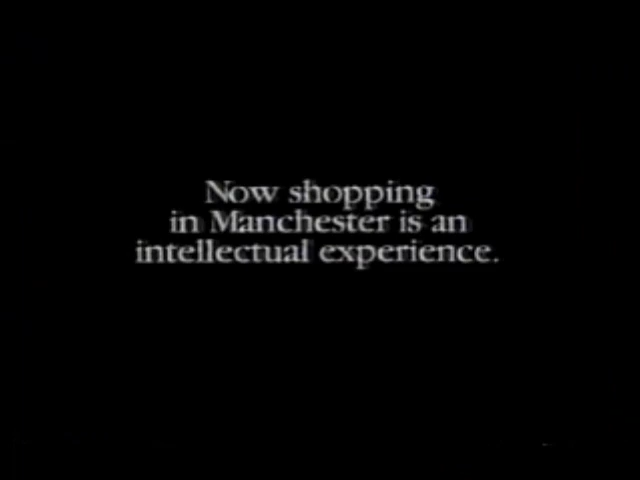 Now shopping
in Manchester is an
intellectual experience.